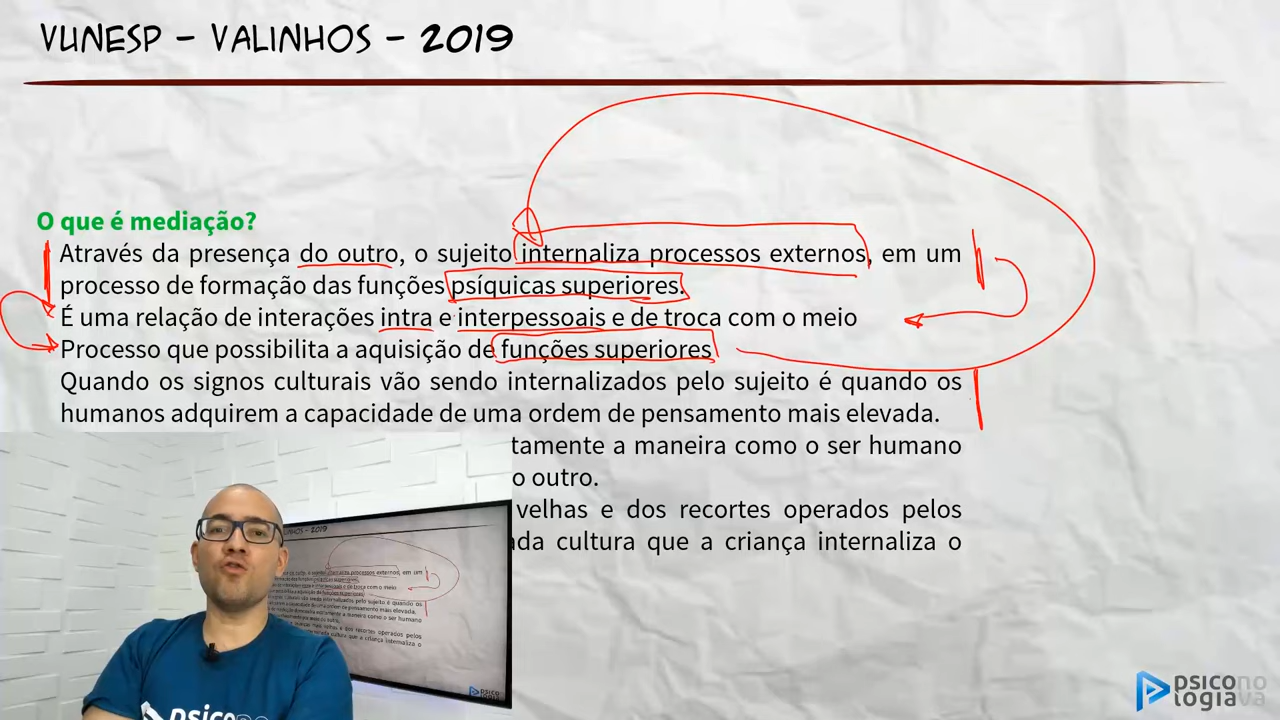 VUNESP - VALINHOS - 2019
O que é mediação?
Através da presença do outro, o sujeito internaliza processos externos, em um
processo de formação das funções psíquicas superiores.
É uma relação de interações intra e interpessoais e de troca com o meio
Processo que possibilita a aquisição de funções superiores
Quando os signos culturais vão sendo internalizados pelo sujeito é quando os
humanos adquirem a capacidade de uma ordem de pensamento mais elevada.
tamente a maneira como o ser humano
o outro.
velhas e dos recortes operados pelos
ada cultura que a criança internaliza o
psicono
logiava